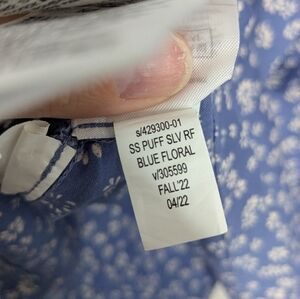 s/429300-01
SS PUFF SLV RF
BLUE FLORAL
v/305599
FALL'22
04/22